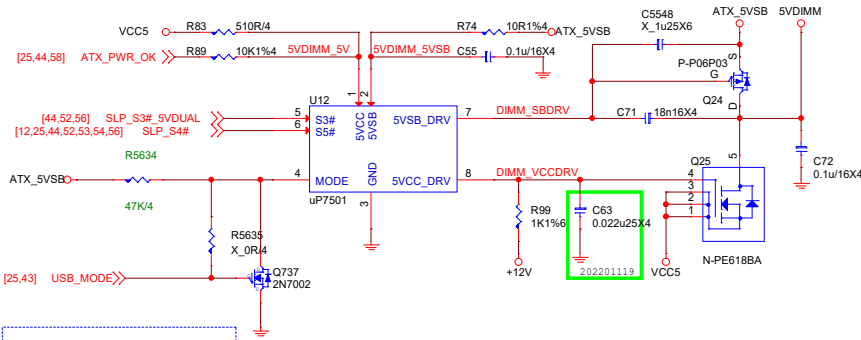 VCC5 R83 510R/4 R74 10R1%4 ATX_5VSB C5548 X_1u25X6 ATX_5VSB 5VDIMM
[25,44,58] ATX_PWR_OK R89 10K1%4 5VDIMM_5V 5VDIMM_5VSB C55 0.1u/16X4
P-P06P03 S G D Q24
U12 1 2
[44,52,56] SLP_S3#_5VDUAL 5 S3# 5VCC 5VSB 5VSB_DRV 7 DIMM_SBDRV C71 18n16X4
[12,25,44,52,53,54,56] SLP_S4# 6 S5#
R5634
ATX_5VSB 4 MODE GND 5VCC_DRV 8 DIMM_VCCDRV Q25 4 5 C72 0.1u/16X4
47K/4 uP7501 3
R99 1K1%6 C63 0.022u25X4 3 2 1
R5635 X_0R/4
[25,43] USB_MODE Q737 2N7002 +12V 202201119 VCC5 N-PE618BA